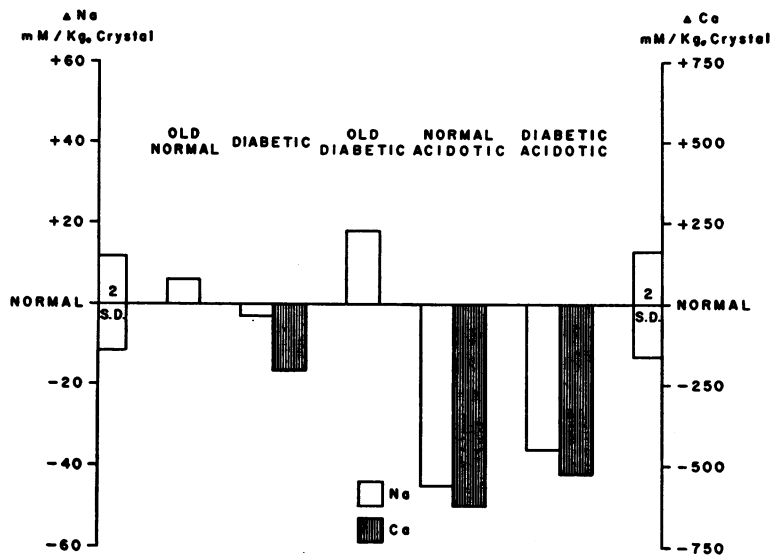 Δ Na
mM/Kg. Crystal
Δ Ca
mM/Kg. Crystal
+60
+750
+40
OLD NORMAL
DIABETIC
OLD DIABETIC
NORMAL ACIDOTIC
DIABETIC ACIDOTIC
+500
+20
+250
NORMAL
2
S.D.
2
S.D.
NORMAL
-20
-250
-40
-500
Na
Ca
-60
-750